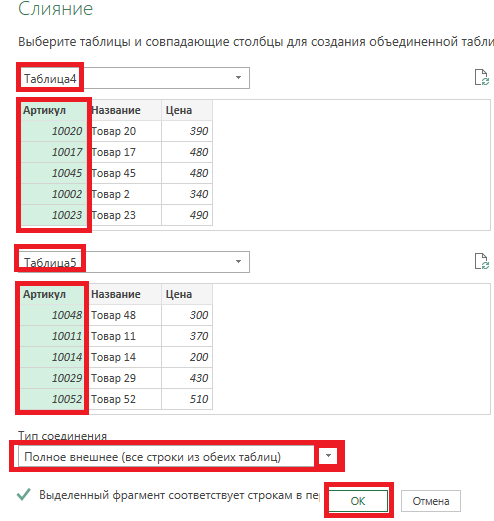 Слияние
Выберите таблицы и совпадающие столбцы для создания объединенной табли
Таблица4
Артикул Название Цена
10020 Товар 20 390
10017 Товар 17 480
10045 Товар 45 480
10002 Товар 2 340
10023 Товар 23 490
Таблица5
Артикул Название Цена
10048 Товар 48 300
10011 Товар 11 370
10014 Товар 14 200
10029 Товар 29 430
10052 Товар 52 510
Тип соединения
Полное внешнее (все строки из обеих таблиц)
Выделенный фрагмент соответствует строкам в пер
ОК Отмена